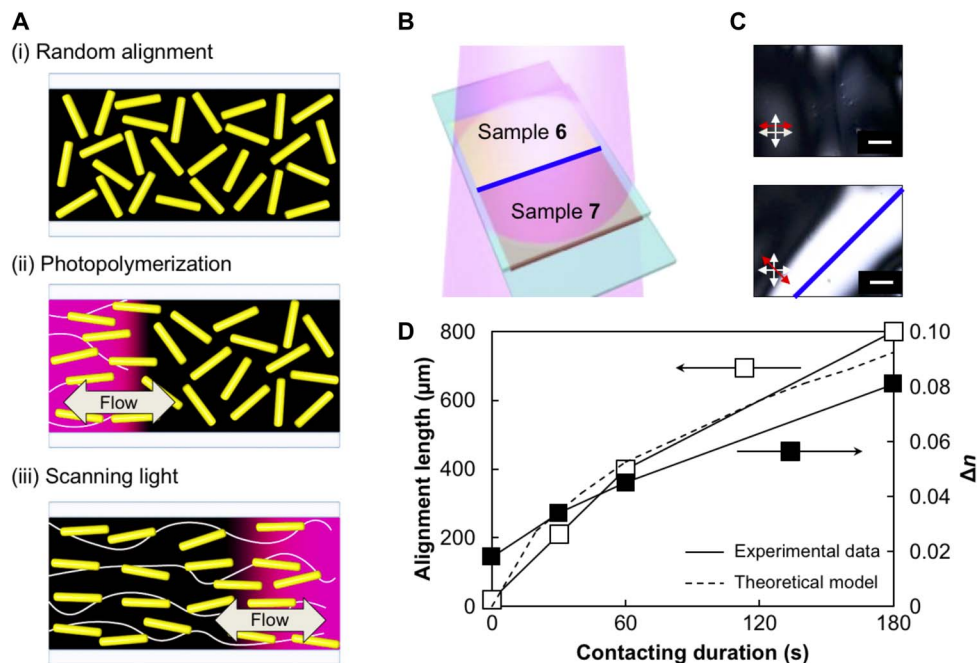 A
(i) Random alignment
(ii) Photopolymerization
Flow
(iii) Scanning light
Flow
B
Sample 6
Sample 7
C
D
800
600
400
200
0
Alignment length (µm)
0.10
0.08
0.06
0.04
0.02
0
Δn
Experimental data
Theoretical model
0
60
120
180
Contacting duration (s)